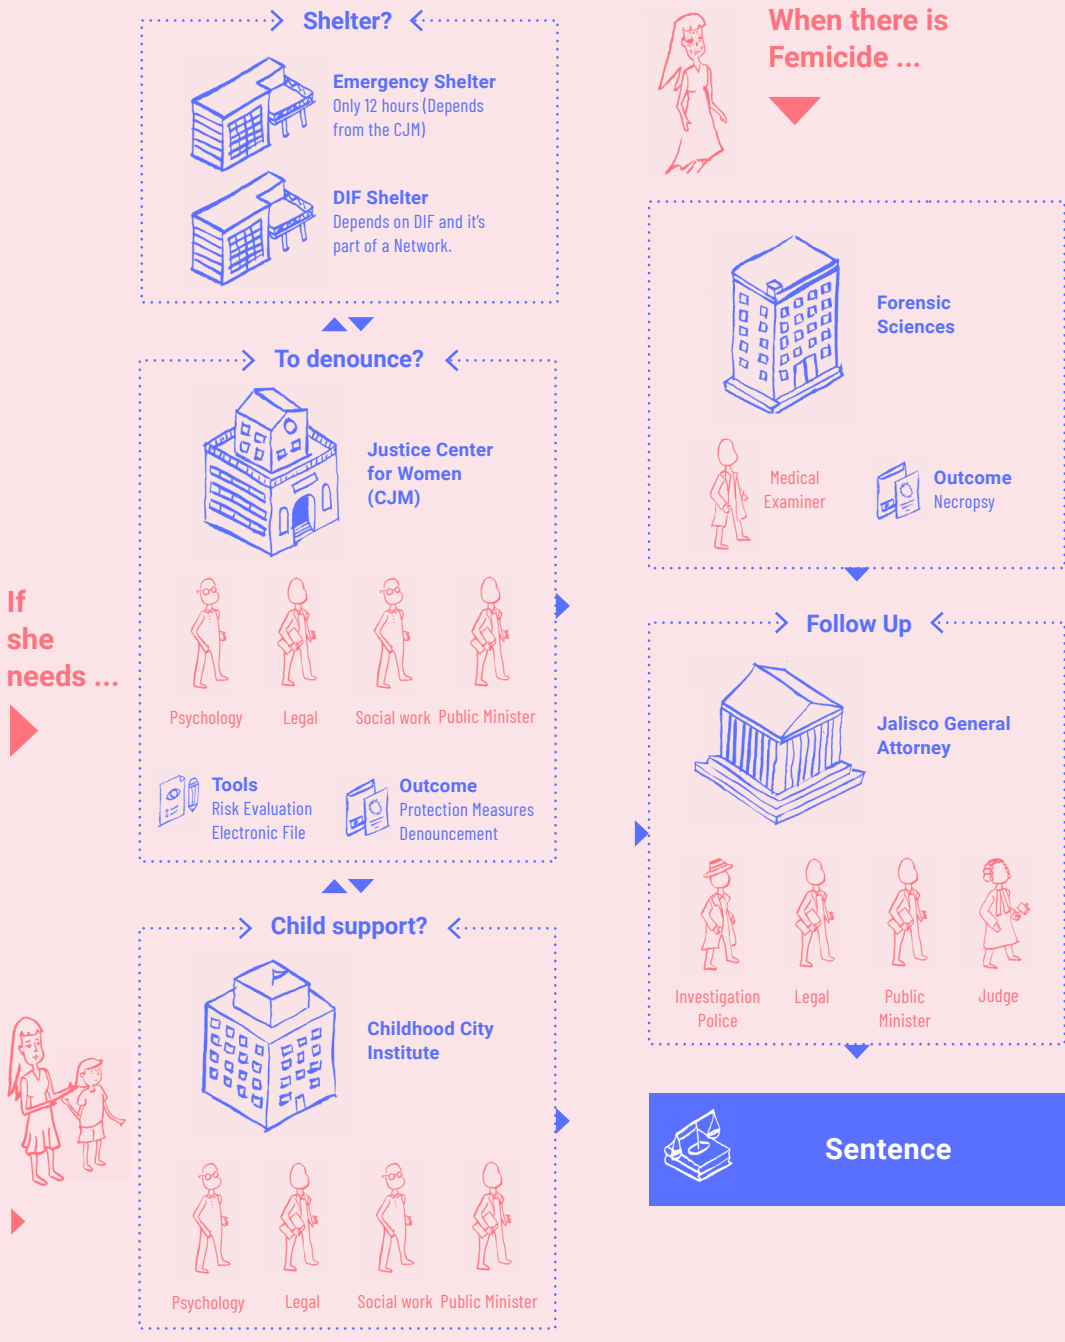 If
she
needs ...
Shelter?
Emergency Shelter
Only 12 hours (Depends
from the CJM)
DIF Shelter
Depends on DIF and it's
part of a Network.
To denounce?
Justice Center
for Women
(CJM)
Psychology
Legal
Social work
Public Minister
Tools
Risk Evaluation
Electronic File
Outcome
Protection Measures
Denouncement
Child support?
Childhood City
Institute
Psychology
Legal
Social work
Public Minister
When there is
Femicide ...
Forensic
Sciences
Medical
Examiner
Outcome
Necropsy
Follow Up
Jalisco General
Attorney
Investigation
Police
Legal
Public
Minister
Judge
Sentence